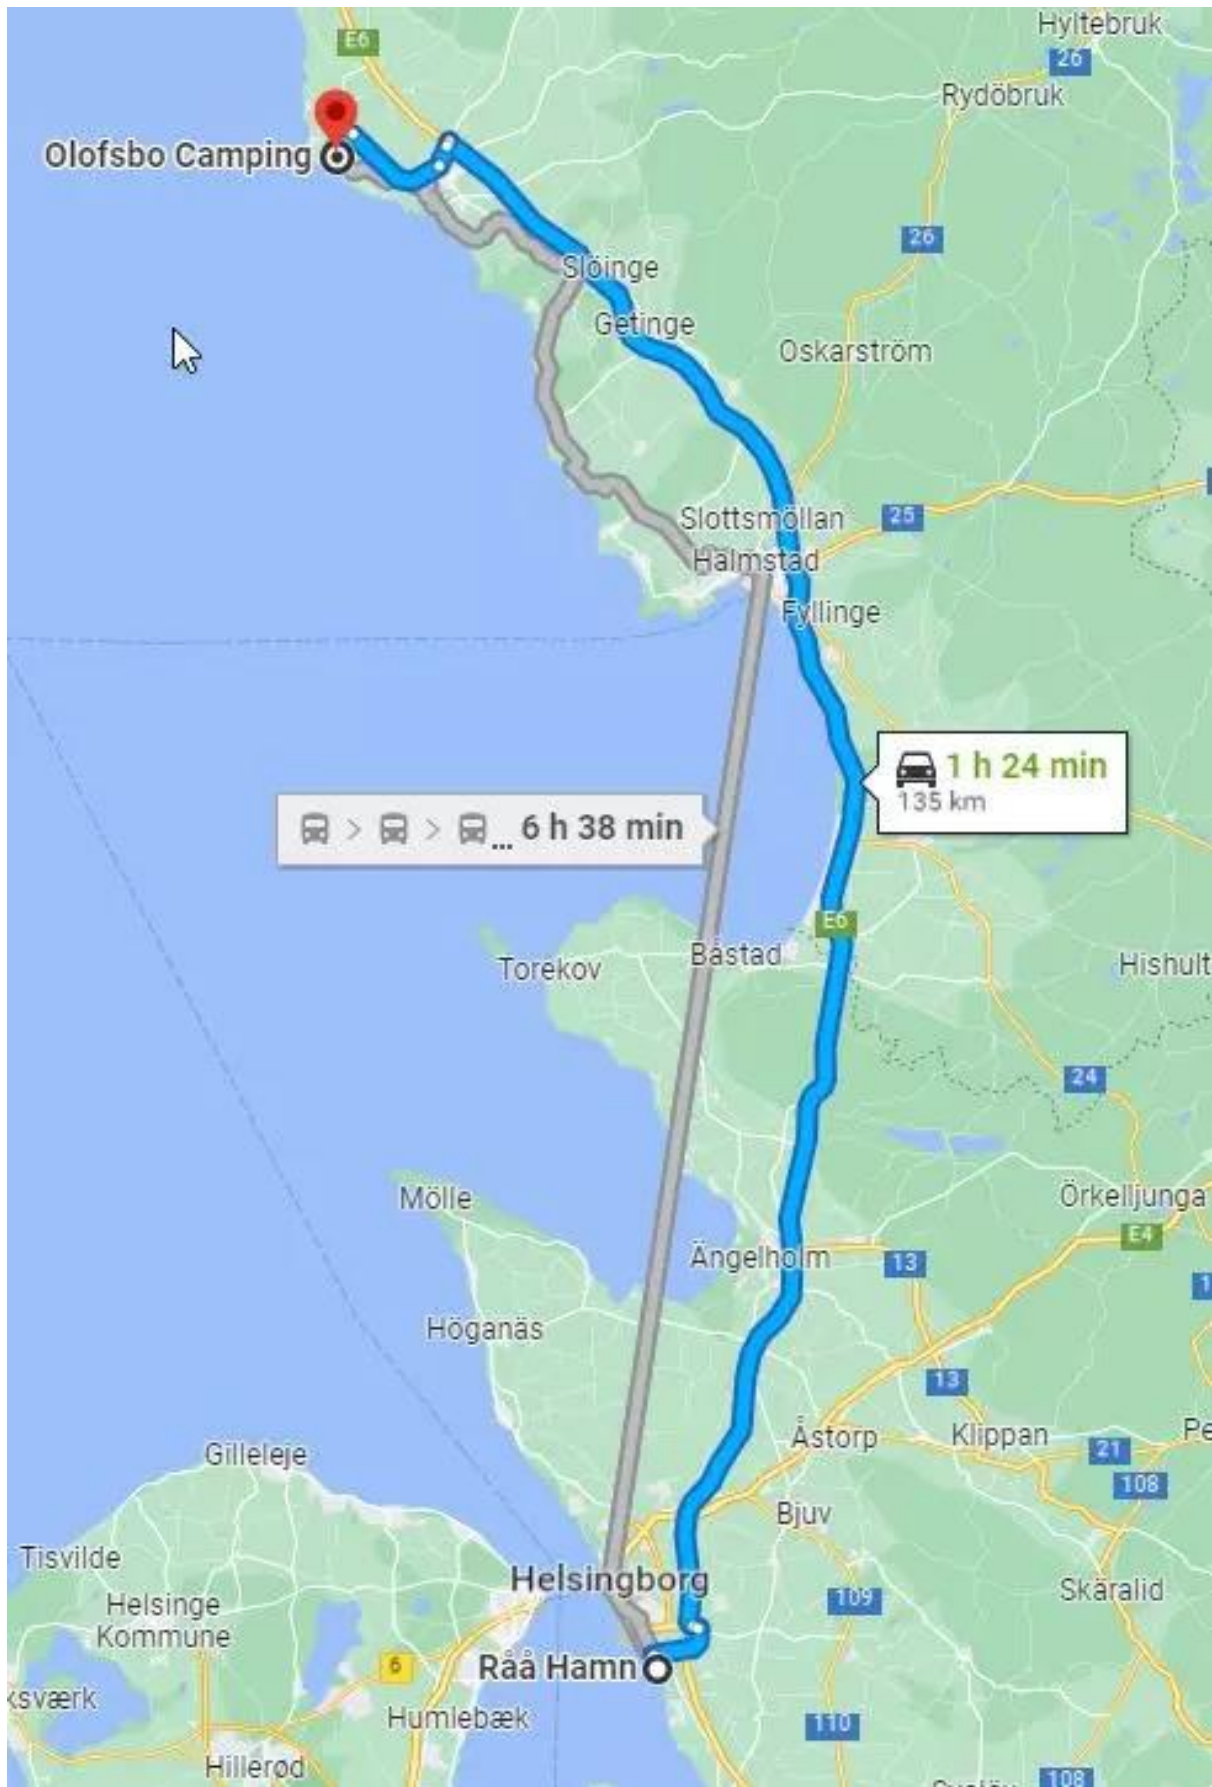 Hyltebruk
E6
26
Rydöbruk
Olofsbo Camping
26
Slöinge
Getinge
Oskarström
Slottsmöllan
25
Halmstad
Fyllinge
1 h 24 min
135 km
> > ... 6 h 38 min
E6
Båstad
Torekov
Hishult
24
Mölle
Örkelljunga
E4
Ängelholm
13
Höganäs
13
Åstorp
Klippan
21
Gilleleje
108
Bjuv
Tisvilde
Helsingborg
Skäralid
109
Helsinge
Kommune
Råå Hamn
6
Humlebæk
110
Hillerød
108